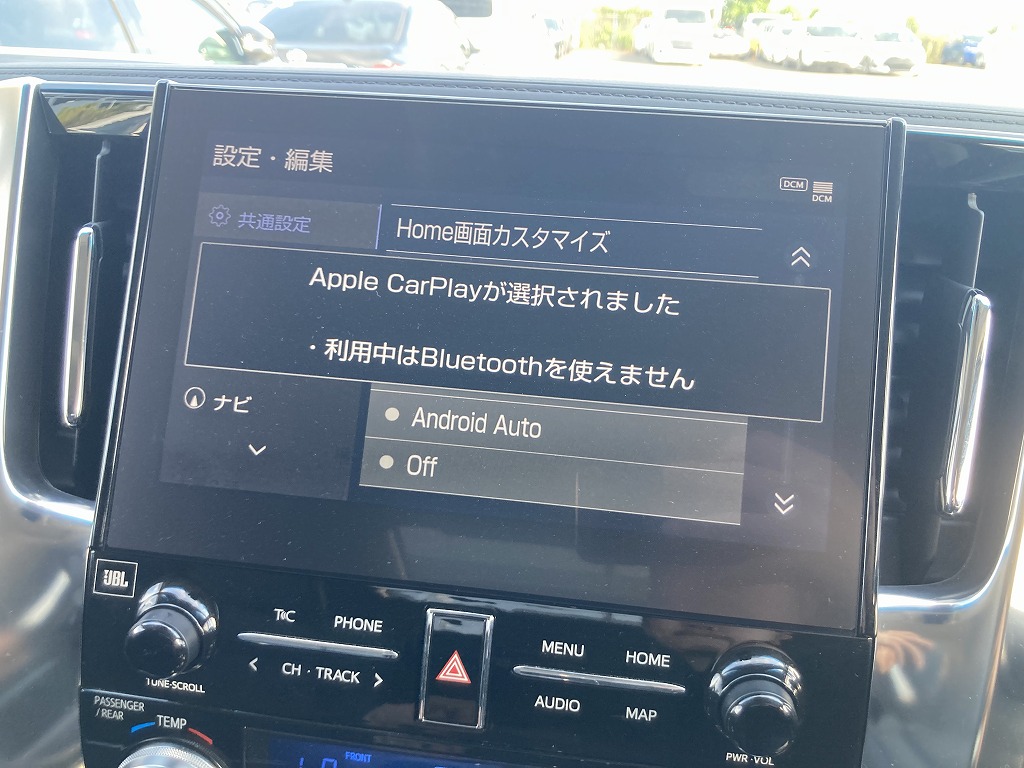 設定・編集
DCM
DCM
共通設定
Home画面カスタマイズ
Apple CarPlayが選択されました
・利用中はBluetoothを使えません
ナビ
Android Auto
Off
JBL
T&C
PHONE
CH・TRACK
TUNE・SCROLL
MENU
HOME
AUDIO
MAP
PWR・VOL
PASSENGER
/REAR
TEMP
FRONT